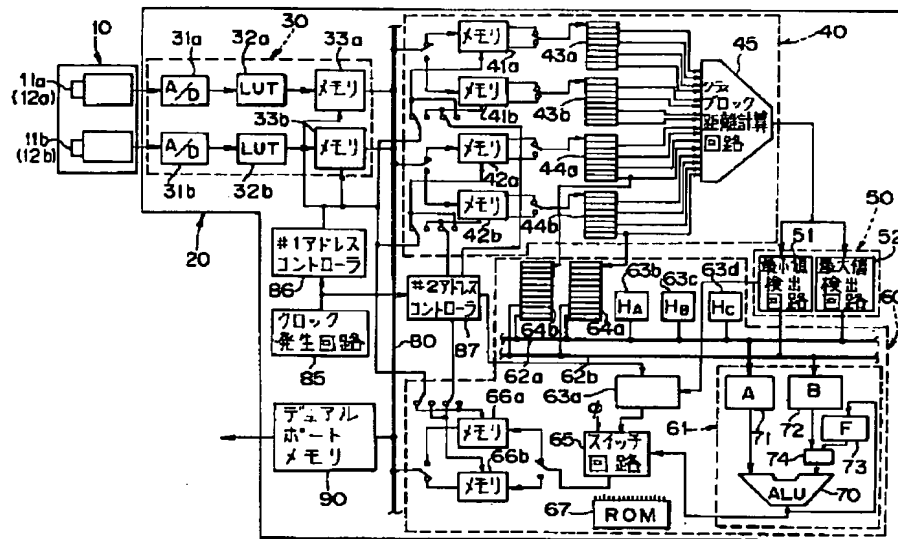 10
11a
(12a)
11b
(12b)
20
30
31a
32a
33a
A/D
LUT
メモリ
33b
A/D
LUT
メモリ
31b
32b
40
メモリ
41a
43a
メモリ
41b
43b
メモリ
42a
44a
メモリ
42b
44b
45
シティ
ブロック
距離計算
回路
50
51
最小値
検出
回路
52
最大値
検出
回路
60
#1アドレス
コントローラ
86
クロック
発生回路
85
#2アドレス
コントローラ
87
80
デュアル
ポート
メモリ
90
64b
64a
63b
HA
63c
HB
63d
HC
62a
62b
63a
φ
65
スイッチ
回路
66a
メモリ
66b
メモリ
67
ROM
61
A
71
B
72
F
73
74
ALU
70